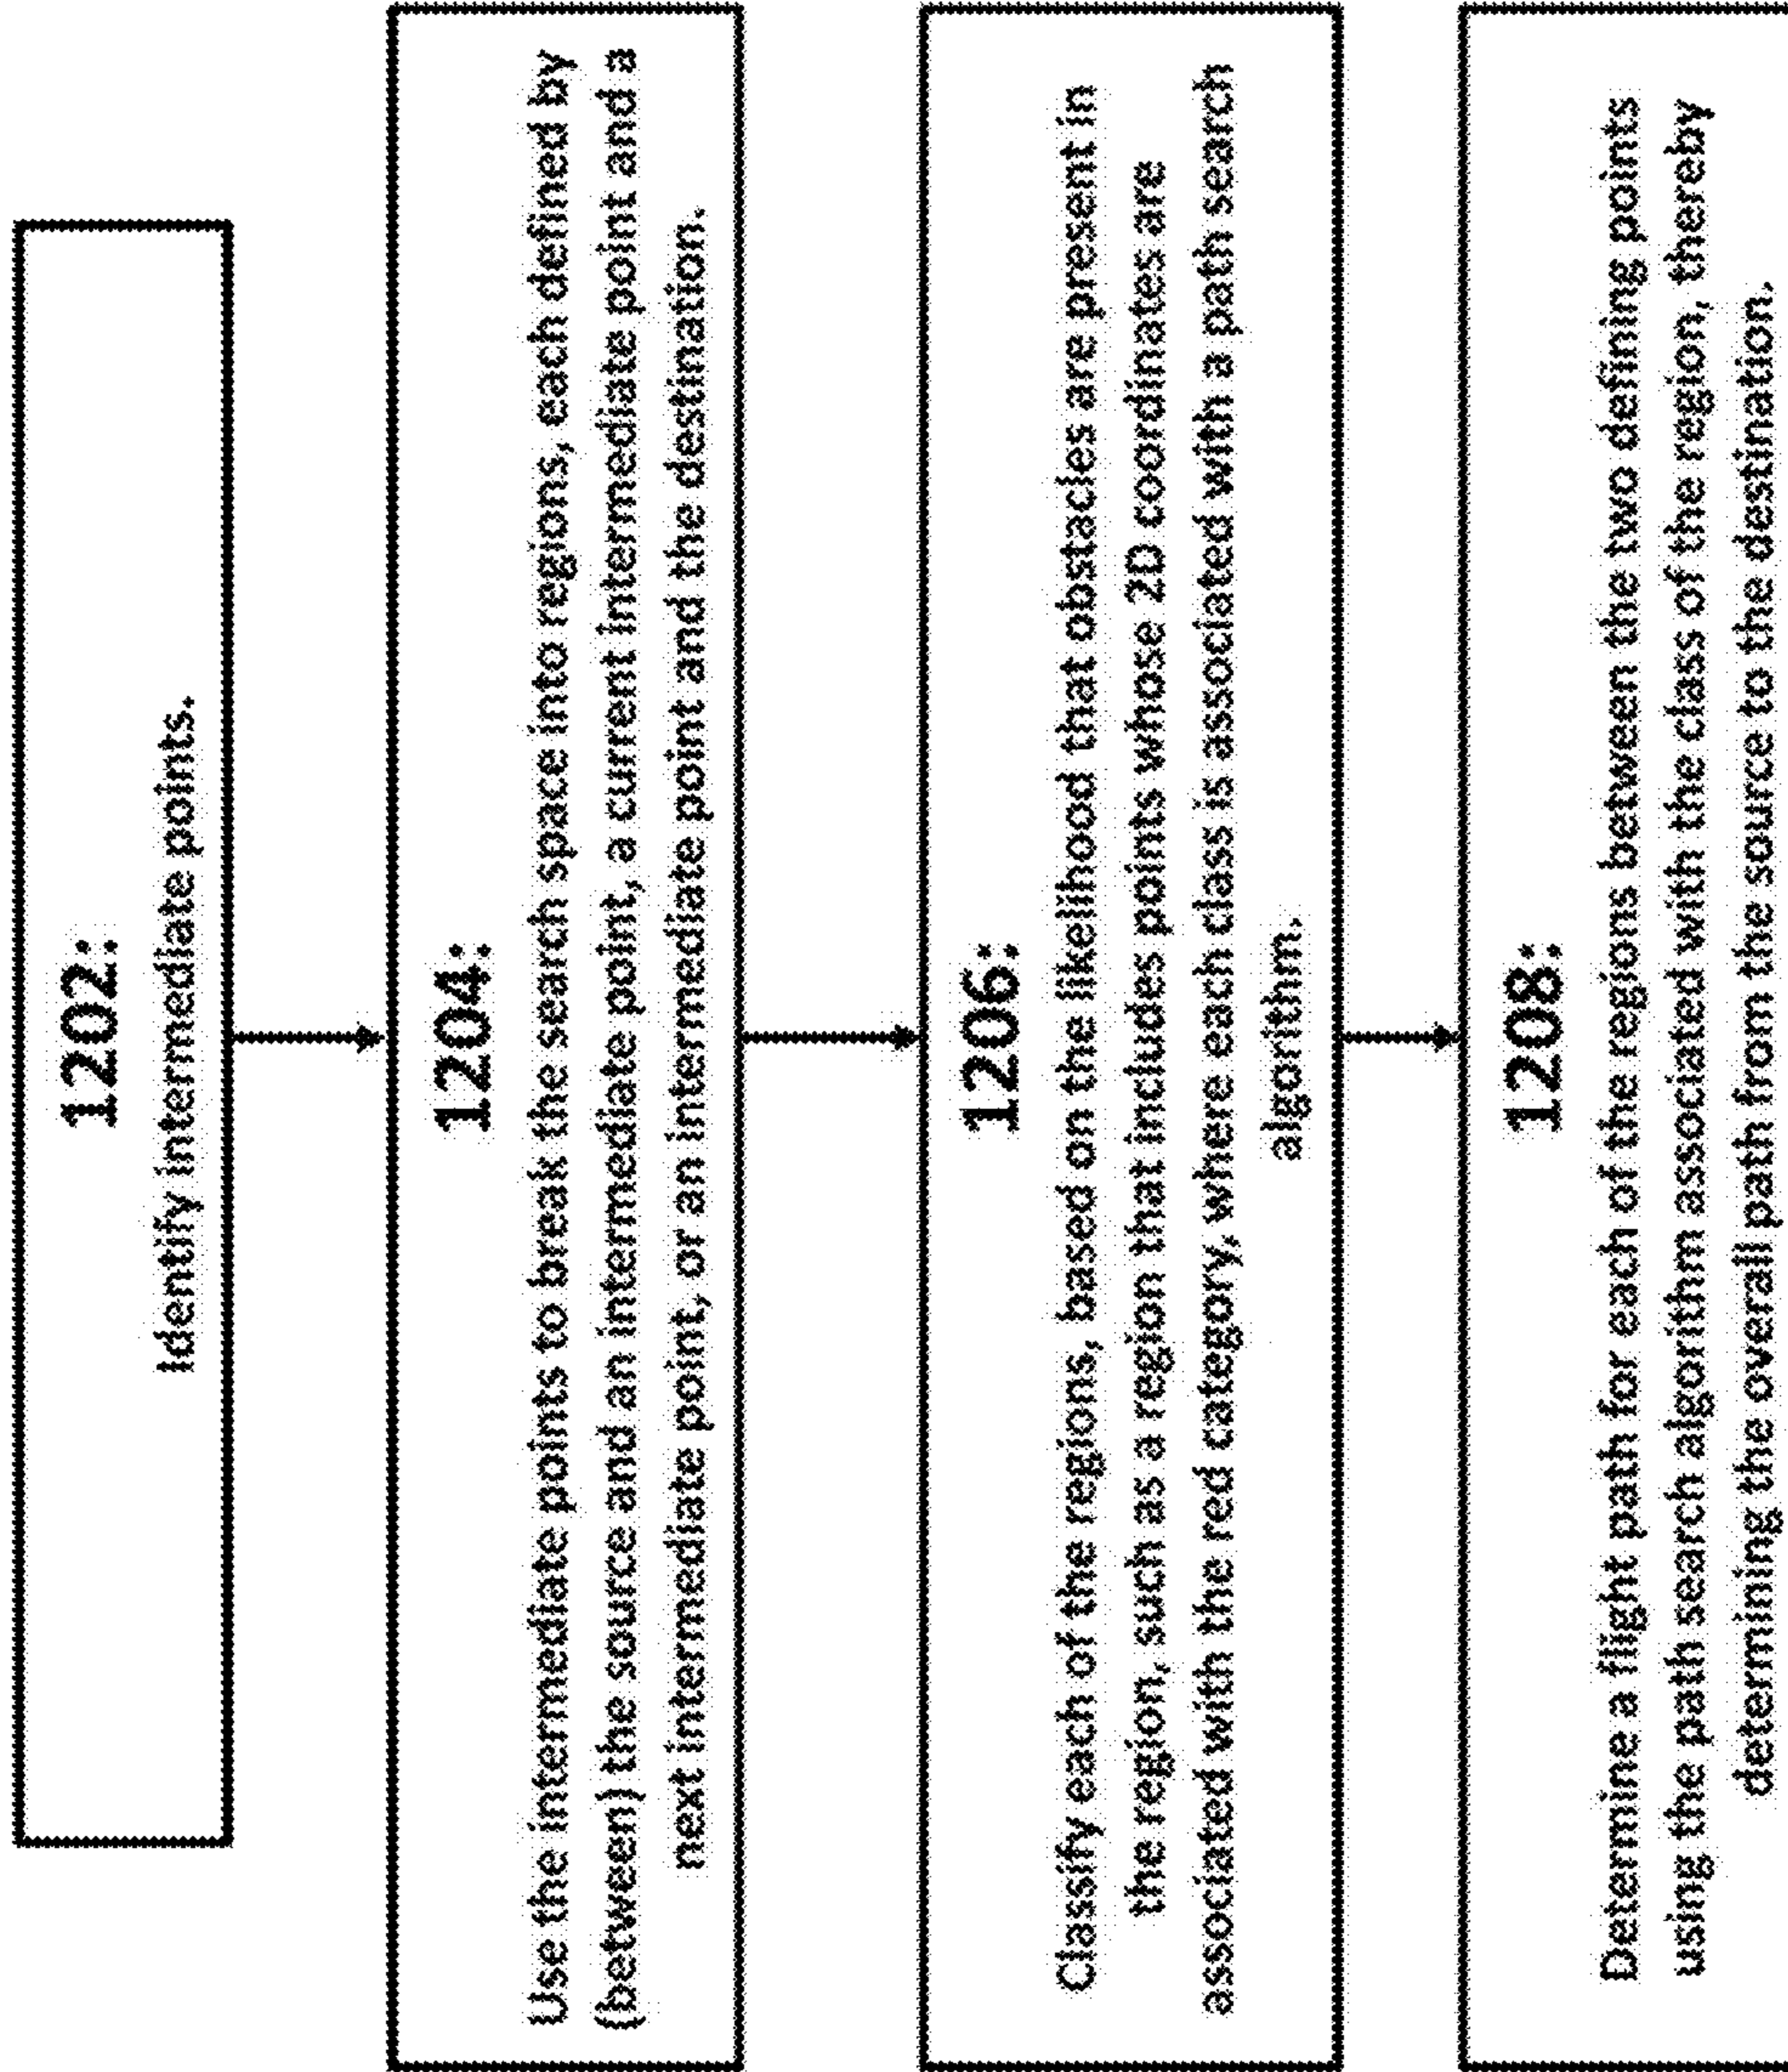 1202:
Identify intermediate points.
1204:
Use the intermediate points to break the search space into regions, each defined by
(between) the source and an intermediate point, a current intermediate point and a
next intermediate point, or an intermediate point and the destination.
1206:
Classify each of the regions, based on the likelihood that obstacles are present in
the region, such as a region that includes points whose 2D coordinates are
associated with the red category, where each class is associated with a path search
algorithm.
1208:
Determine a flight path for each of the regions between the two defining points
using the path search algorithm associated with the class of the region, thereby
determining the overall path from the source to the destination.